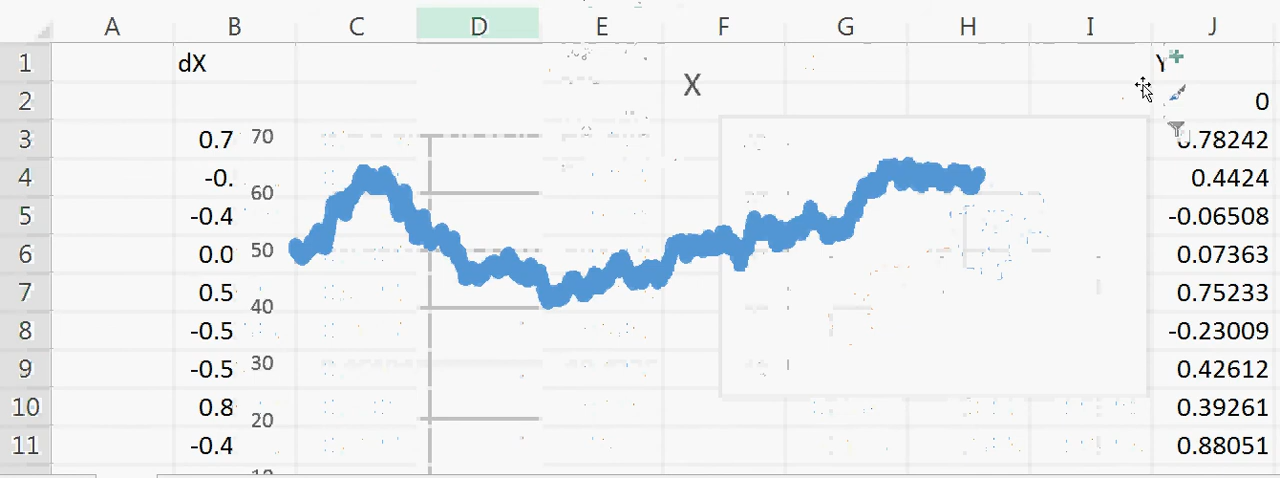 A B C D E F G H I J
1 dX Y
X
2 0
3 0.7 70 0.78242
4 -0. 0.4424
60
5 -0.4 -0.06508
6 0.0 50 0.07363
7 0.5 40 0.75233
8 -0.5 -0.23009
9 -0.5 30 0.42612
10 0.8 20 0.39261
11 -0.4 0.88051